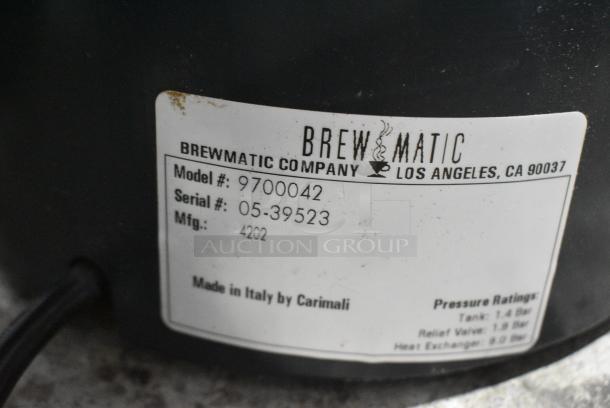 BREW MATIC
BREWMATIC COMPANY LOS ANGELES, CA 90037
Model #: 9700042
Serial #: 05-39523
Mfg.: 4202
AUCTION GROUP
Made in Italy by Carimali
Pressure Ratings:
Tank: 1.4 Bar
Relief Valve: 1.8 Bar
Heat Exchanger: 9.0 Bar